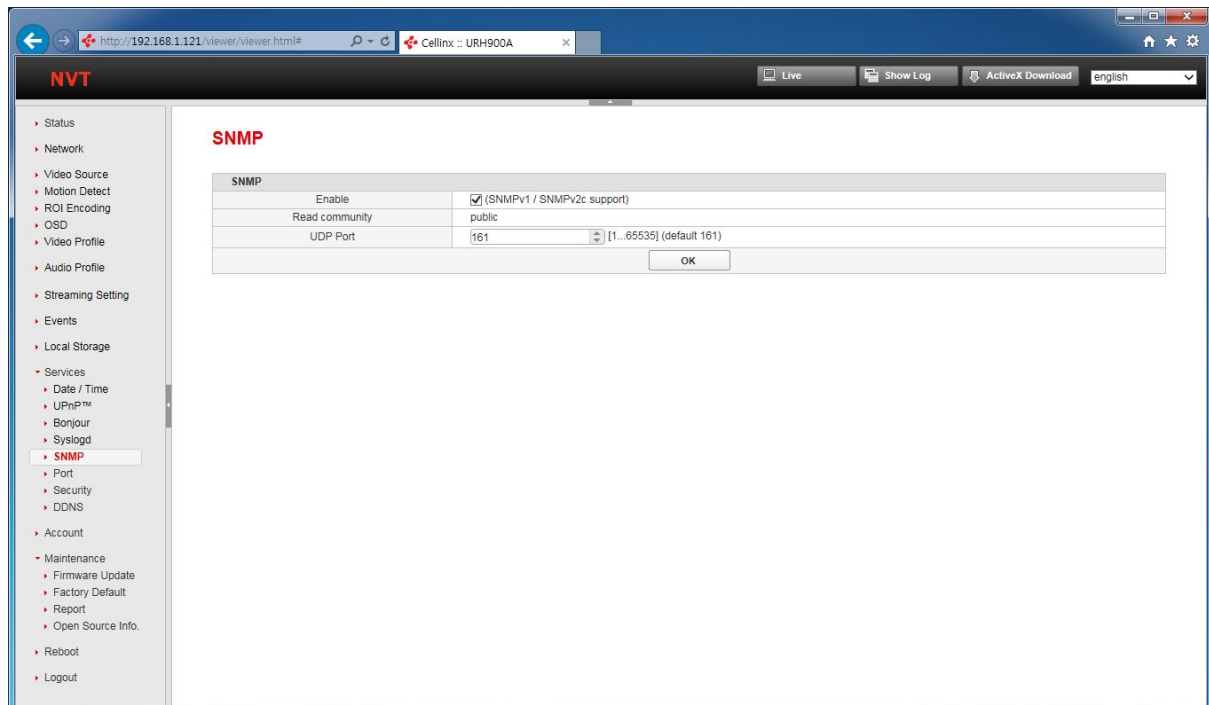 http://192.168.1.121/viewer/viewer.html#
Cellinx :: URH900A
NVT
Live
Show Log
ActiveX Download
english
Status
Network
Video Source
Motion Detect
ROI Encoding
OSD
Video Profile
Audio Profile
Streaming Setting
Events
Local Storage
Services
Date / Time
UPnP™
Bonjour
Syslogd
SNMP
Port
Security
DDNS
Account
Maintenance
Firmware Update
Factory Default
Report
Open Source Info.
Reboot
Logout
SNMP
SNMP
Enable (SNMPv1 / SNMPv2c support)
Read community public
UDP Port 161 [1...65535] (default 161)
OK